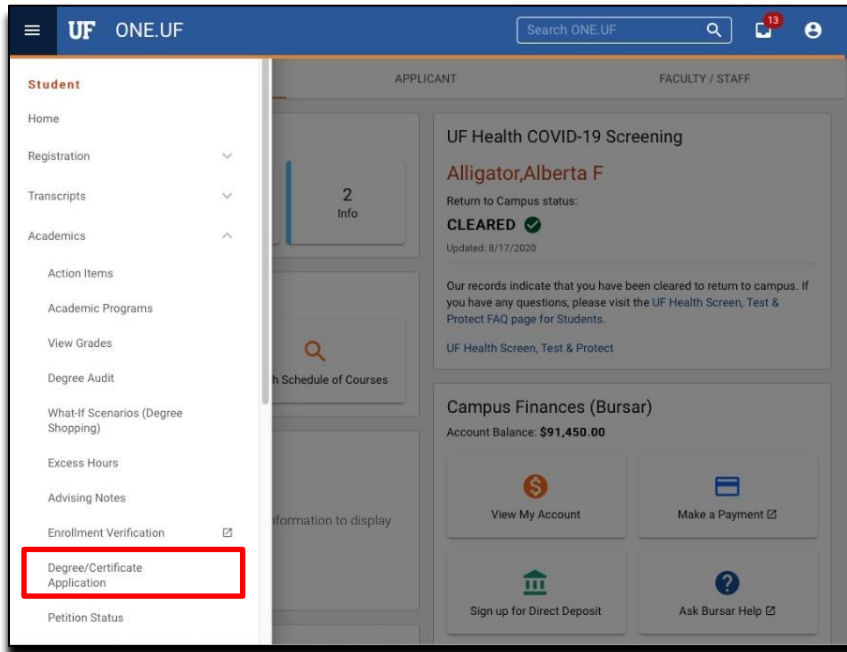 UF ONE.UF
Search ONE.UF
13
Student
Home
Registration
Transcripts
Academics
Action Items
Academic Programs
View Grades
Degree Audit
What-If Scenarios (Degree
Shopping)
Excess Hours
Advising Notes
Enrollment Verification
Degree/Certificate
Application
Petition Status
APPLICANT
FACULTY / STAFF
2
Info
h Schedule of Courses
formation to display
UF Health COVID-19 Screening
Alligator,Alberta F
Return to Campus status:
CLEARED
Updated: 8/17/2020
Our records indicate that you have been cleared to return to campus. If
you have any questions, please visit the UF Health Screen, Test &
Protect FAQ page for Students.
UF Health Screen, Test & Protect
Campus Finances (Bursar)
Account Balance: $91,450.00
View My Account
Make a Payment
Sign up for Direct Deposit
Ask Bursar Help